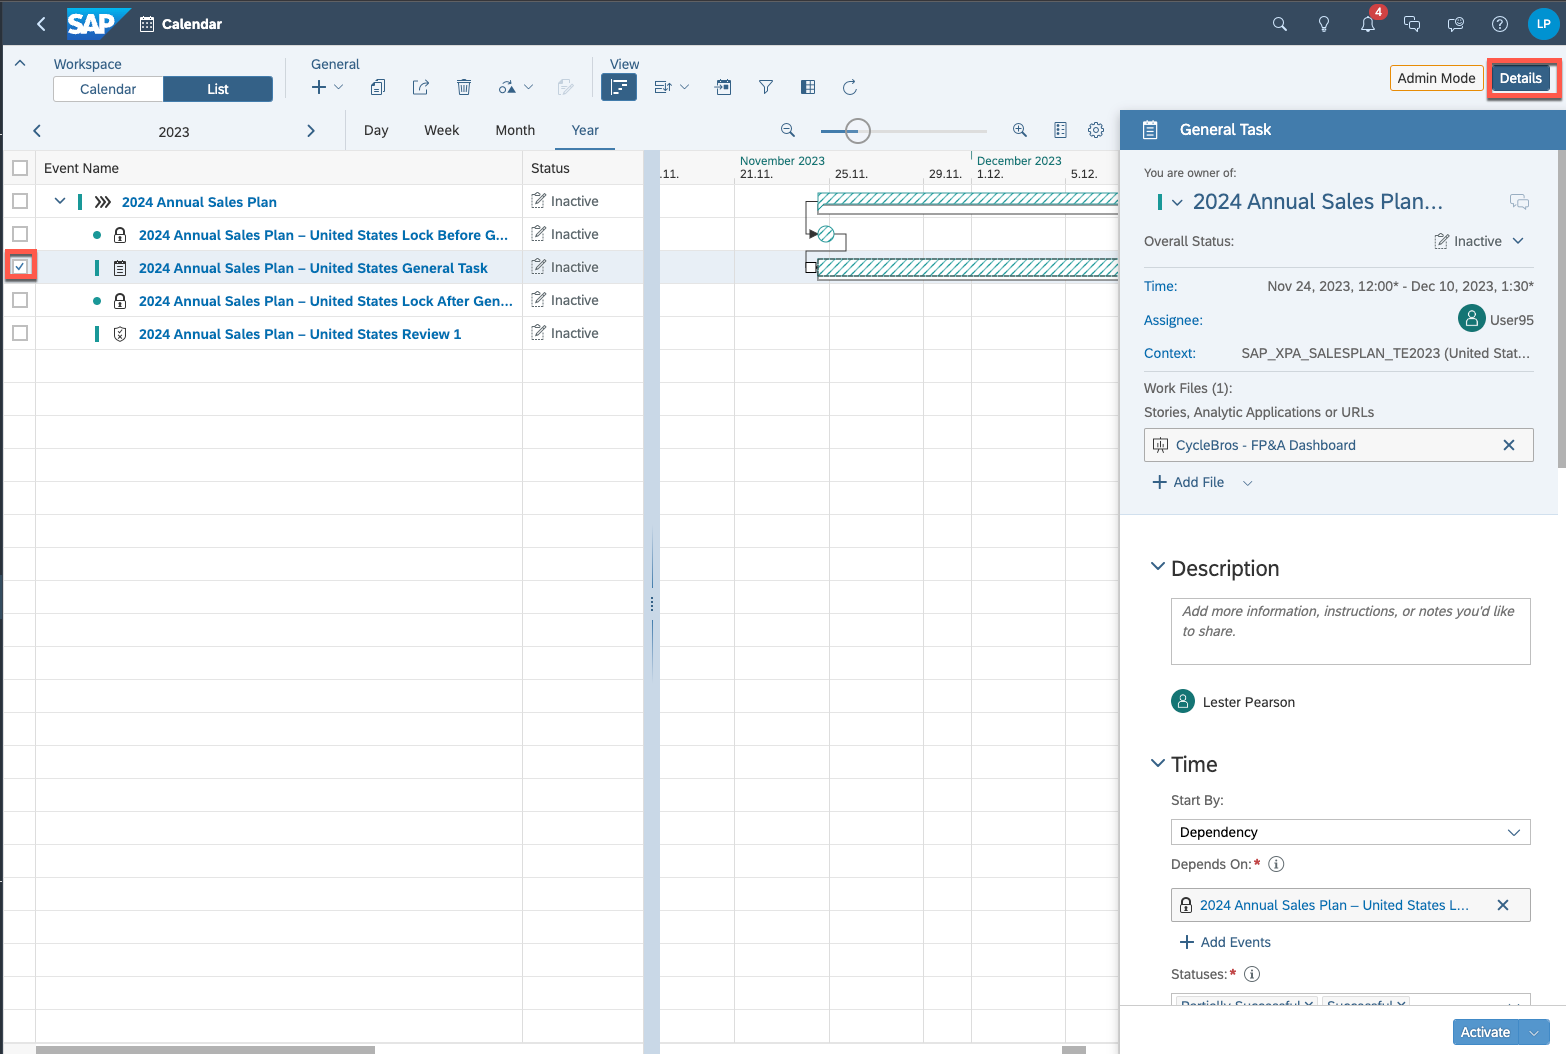 SAP Calendar
4
LP
Workspace
General
View
Calendar
List
Admin Mode
Details
2023
Day
Week
Month
Year
General Task
Event Name
Status
November 2023
December 2023
.11.
21.11.
25.11.
29.11.
1.12.
5.12.
2024 Annual Sales Plan
Inactive
2024 Annual Sales Plan – United States Lock Before G...
Inactive
2024 Annual Sales Plan – United States General Task
Inactive
2024 Annual Sales Plan – United States Lock After Gen...
Inactive
2024 Annual Sales Plan – United States Review 1
Inactive
You are owner of:
2024 Annual Sales Plan...
Overall Status:
Inactive
Time:
Nov 24, 2023, 12:00* - Dec 10, 2023, 1:30*
Assignee:
User95
Context:
SAP_XPA_SALESPLAN_TE2023 (United Stat...
Work Files (1):
Stories, Analytic Applications or URLs
CycleBros - FP&A Dashboard
Add File
Description
Add more information, instructions, or notes you'd like
to share.
Lester Pearson
Time
Start By:
Dependency
Depends On:*
2024 Annual Sales Plan – United States L...
Add Events
Statuses:*
Partially Successful
Successful
Activate